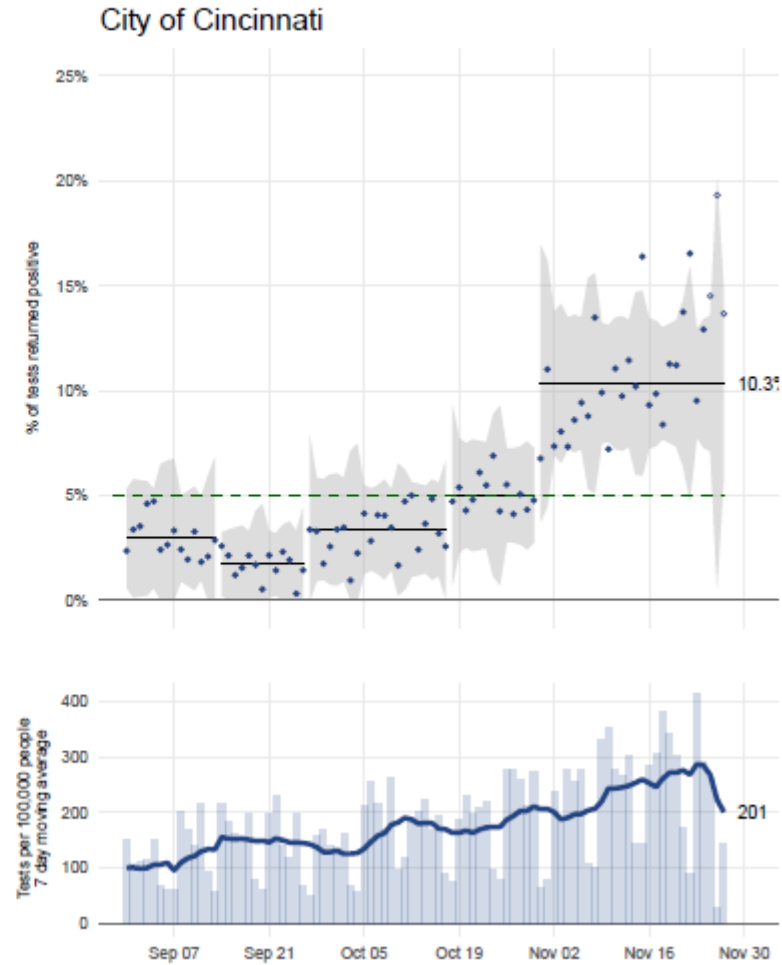 City of Cincinnati
25%
20%
15%
10%
5%
0%
% of tests returned positive
10.3%
400
300
200
100
0
Tests per 100,000 people
7 day moving average
201
Sep 07 Sep 21 Oct 05 Oct 19 Nov 02 Nov 16 Nov 30